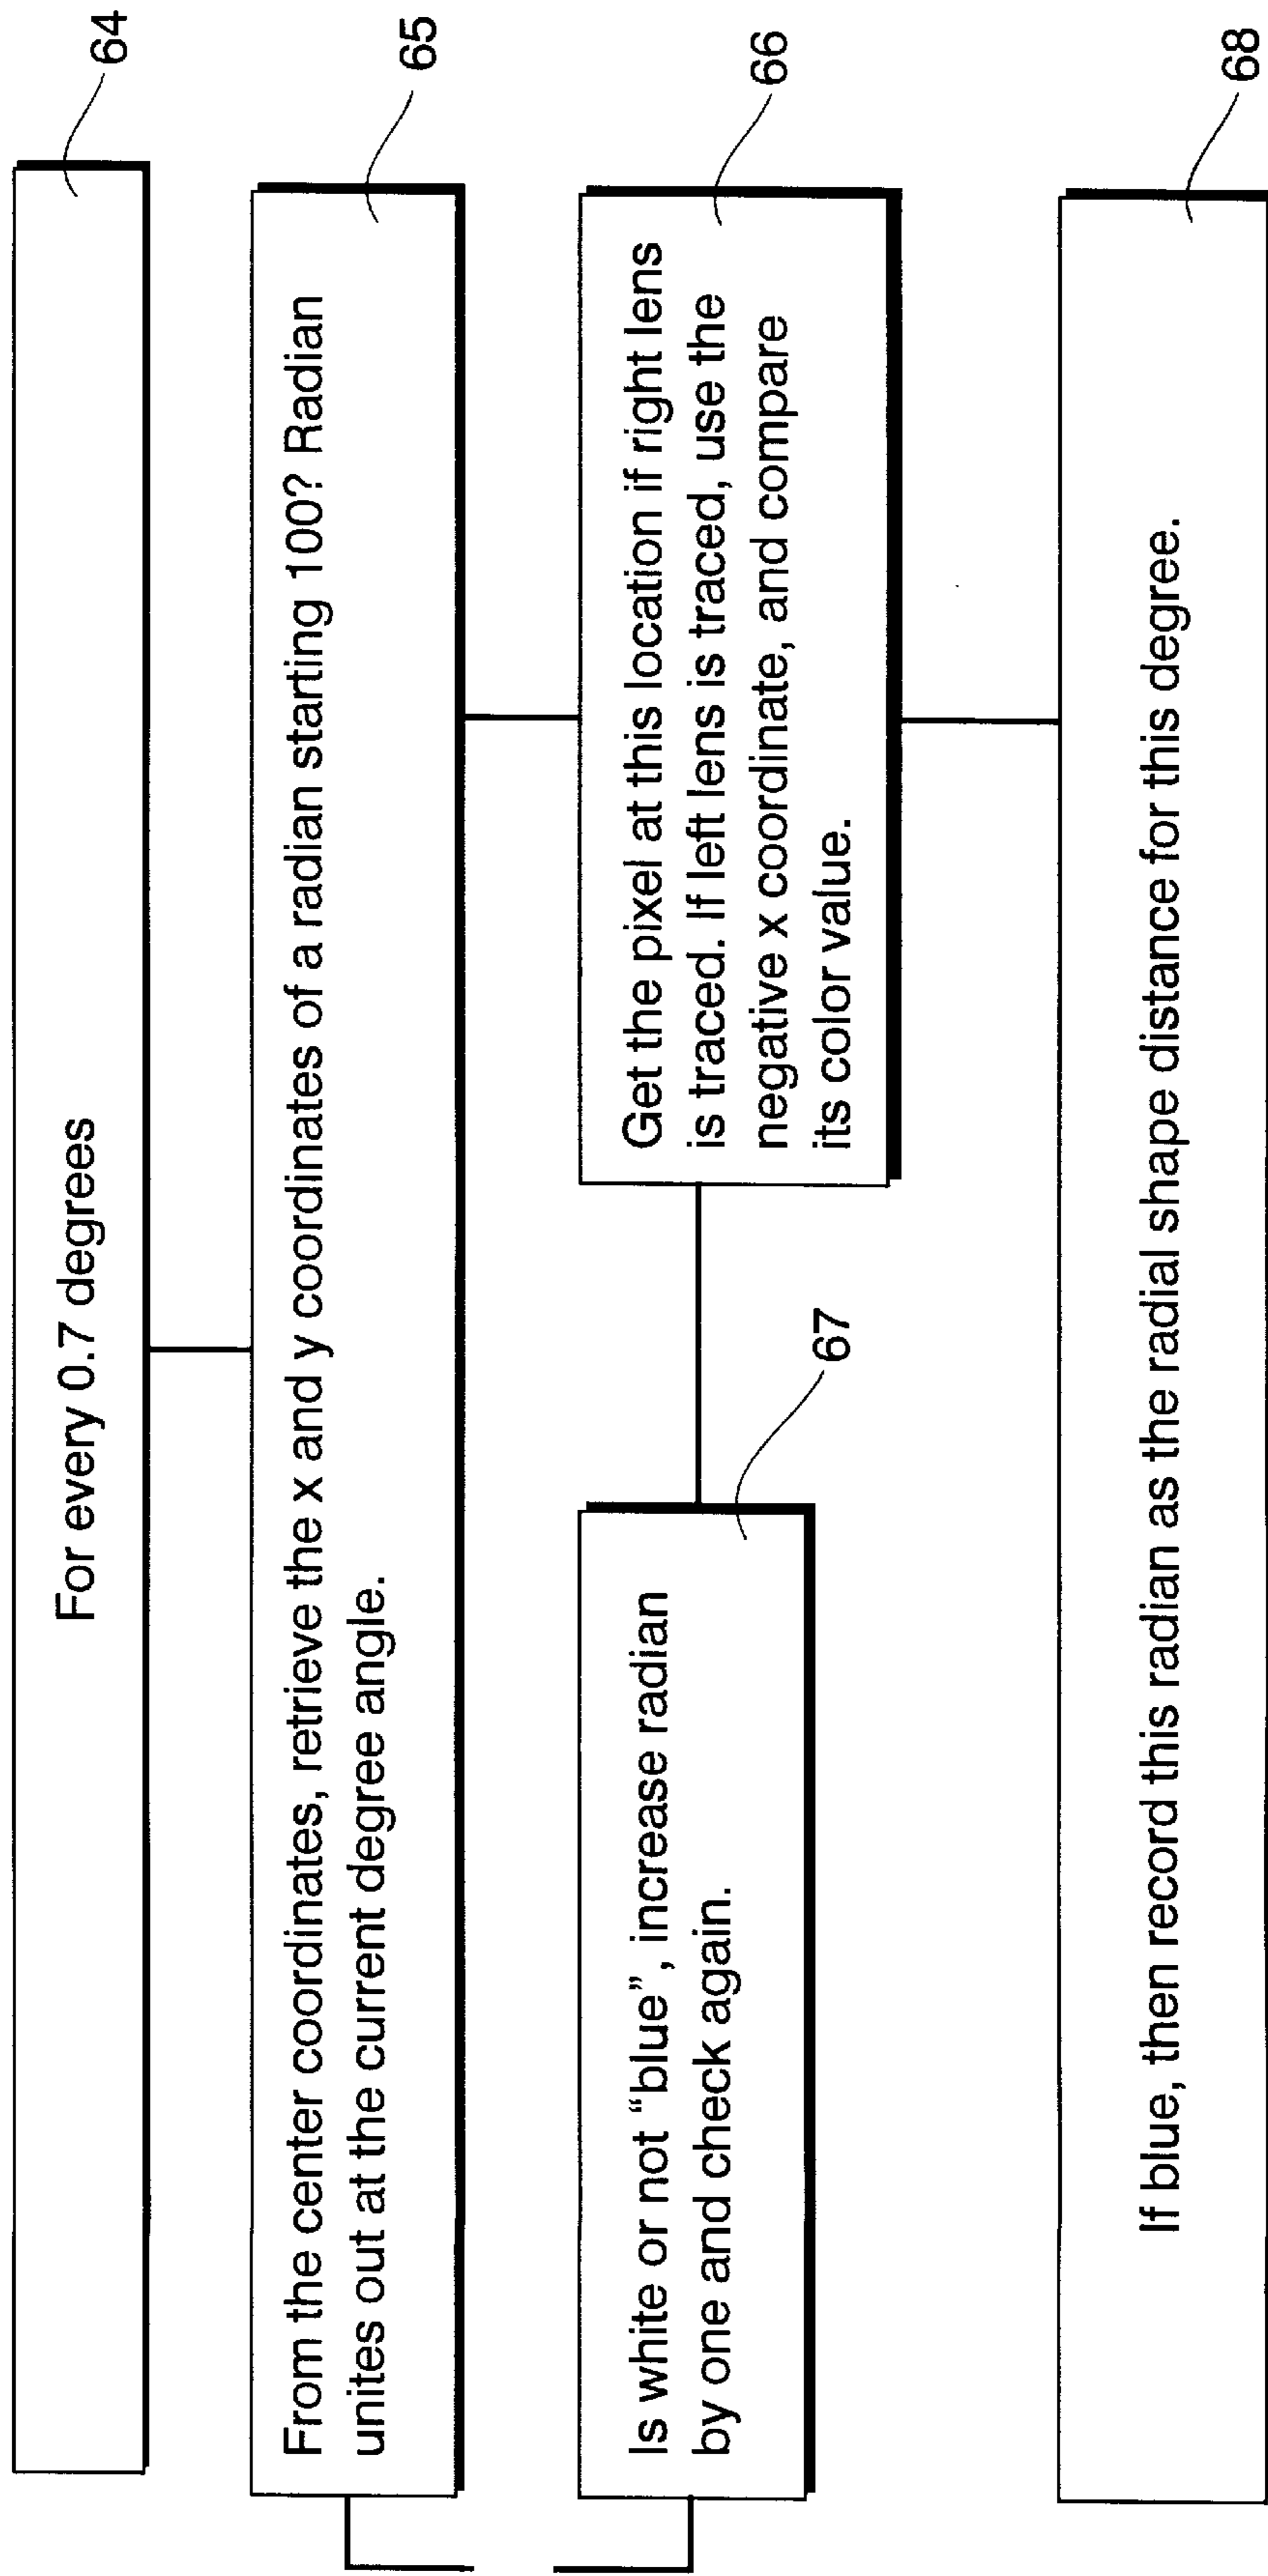 For every 0.7 degrees
64
From the center coordinates, retrieve the x and y coordinates of a radian starting 100? Radian
unites out at the current degree angle.
65
Get the pixel at this location if right lens
is traced. If left lens is traced, use the
negative x coordinate, and compare
its color value.
66
Is white or not “blue”, increase radian
by one and check again.
67
If blue, then record this radian as the radial shape distance for this degree.
68